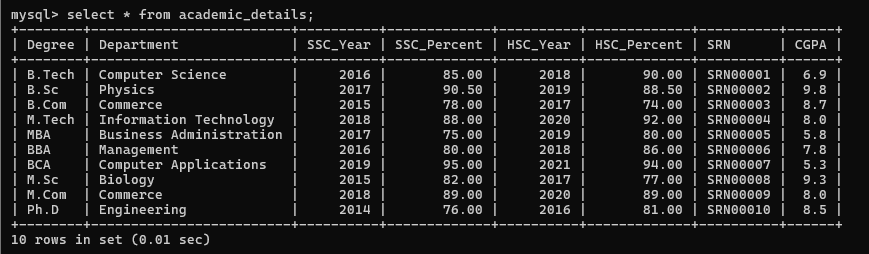 mysql> select * from academic_details;
+--------+-------------------------+----------+-------------+----------+-------------+----------+------+
| Degree | Department              | SSC_Year | SSC_Percent | HSC_Year | HSC_Percent | SRN      | CGPA |
+--------+-------------------------+----------+-------------+----------+-------------+----------+------+
| B.Tech | Computer Science        |     2016 |       85.00 |     2018 |       90.00 | SRN00001 |  6.9 |
| B.Sc   | Physics                 |     2017 |       90.50 |     2019 |       88.50 | SRN00002 |  9.8 |
| B.Com  | Commerce                |     2015 |       78.00 |     2017 |       74.00 | SRN00003 |  8.7 |
| M.Tech | Information Technology  |     2018 |       88.00 |     2020 |       92.00 | SRN00004 |  8.0 |
| MBA    | Business Administration |     2017 |       75.00 |     2019 |       80.00 | SRN00005 |  5.8 |
| BBA    | Management              |     2016 |       80.00 |     2018 |       86.00 | SRN00006 |  7.8 |
| BCA    | Computer Applications   |     2019 |       95.00 |     2021 |       94.00 | SRN00007 |  5.3 |
| M.Sc   | Biology                 |     2015 |       82.00 |     2017 |       77.00 | SRN00008 |  9.3 |
| M.Com  | Commerce                |     2018 |       89.00 |     2020 |       89.00 | SRN00009 |  8.0 |
| Ph.D   | Engineering             |     2014 |       76.00 |     2016 |       81.00 | SRN00010 |  8.5 |
+--------+-------------------------+----------+-------------+----------+-------------+----------+------+
10 rows in set (0.01 sec)